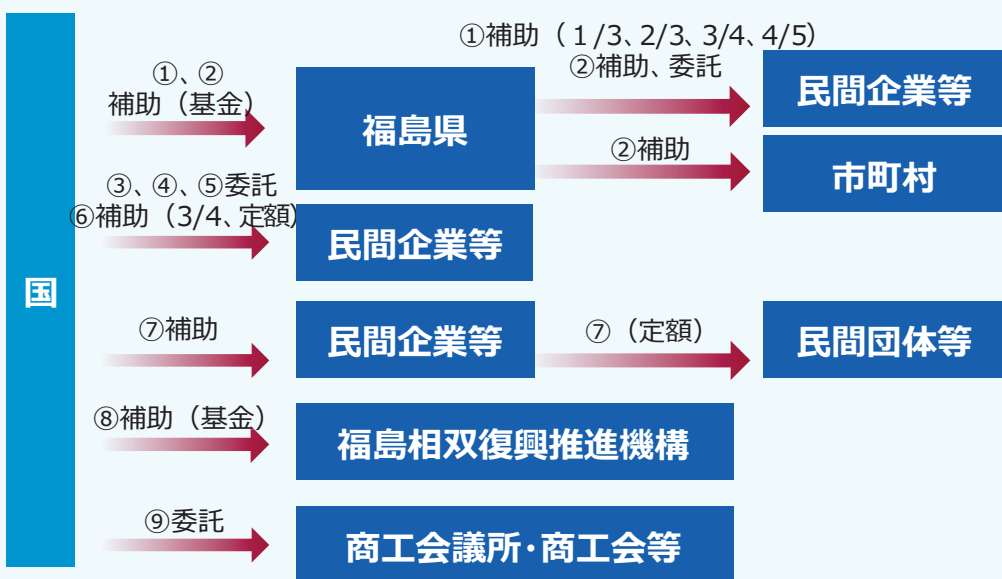 国
①、②
補助（基金）
福島県
①補助（１/3、2/3、3/4、4/5）
②補助、委託
民間企業等
②補助
市町村
③、④、⑤委託
⑥補助（3/4、定額）
民間企業等
⑦補助
民間企業等
⑦（定額）
民間団体等
⑧補助（基金）
福島相双復興推進機構
⑨委託
商工会議所・商工会等